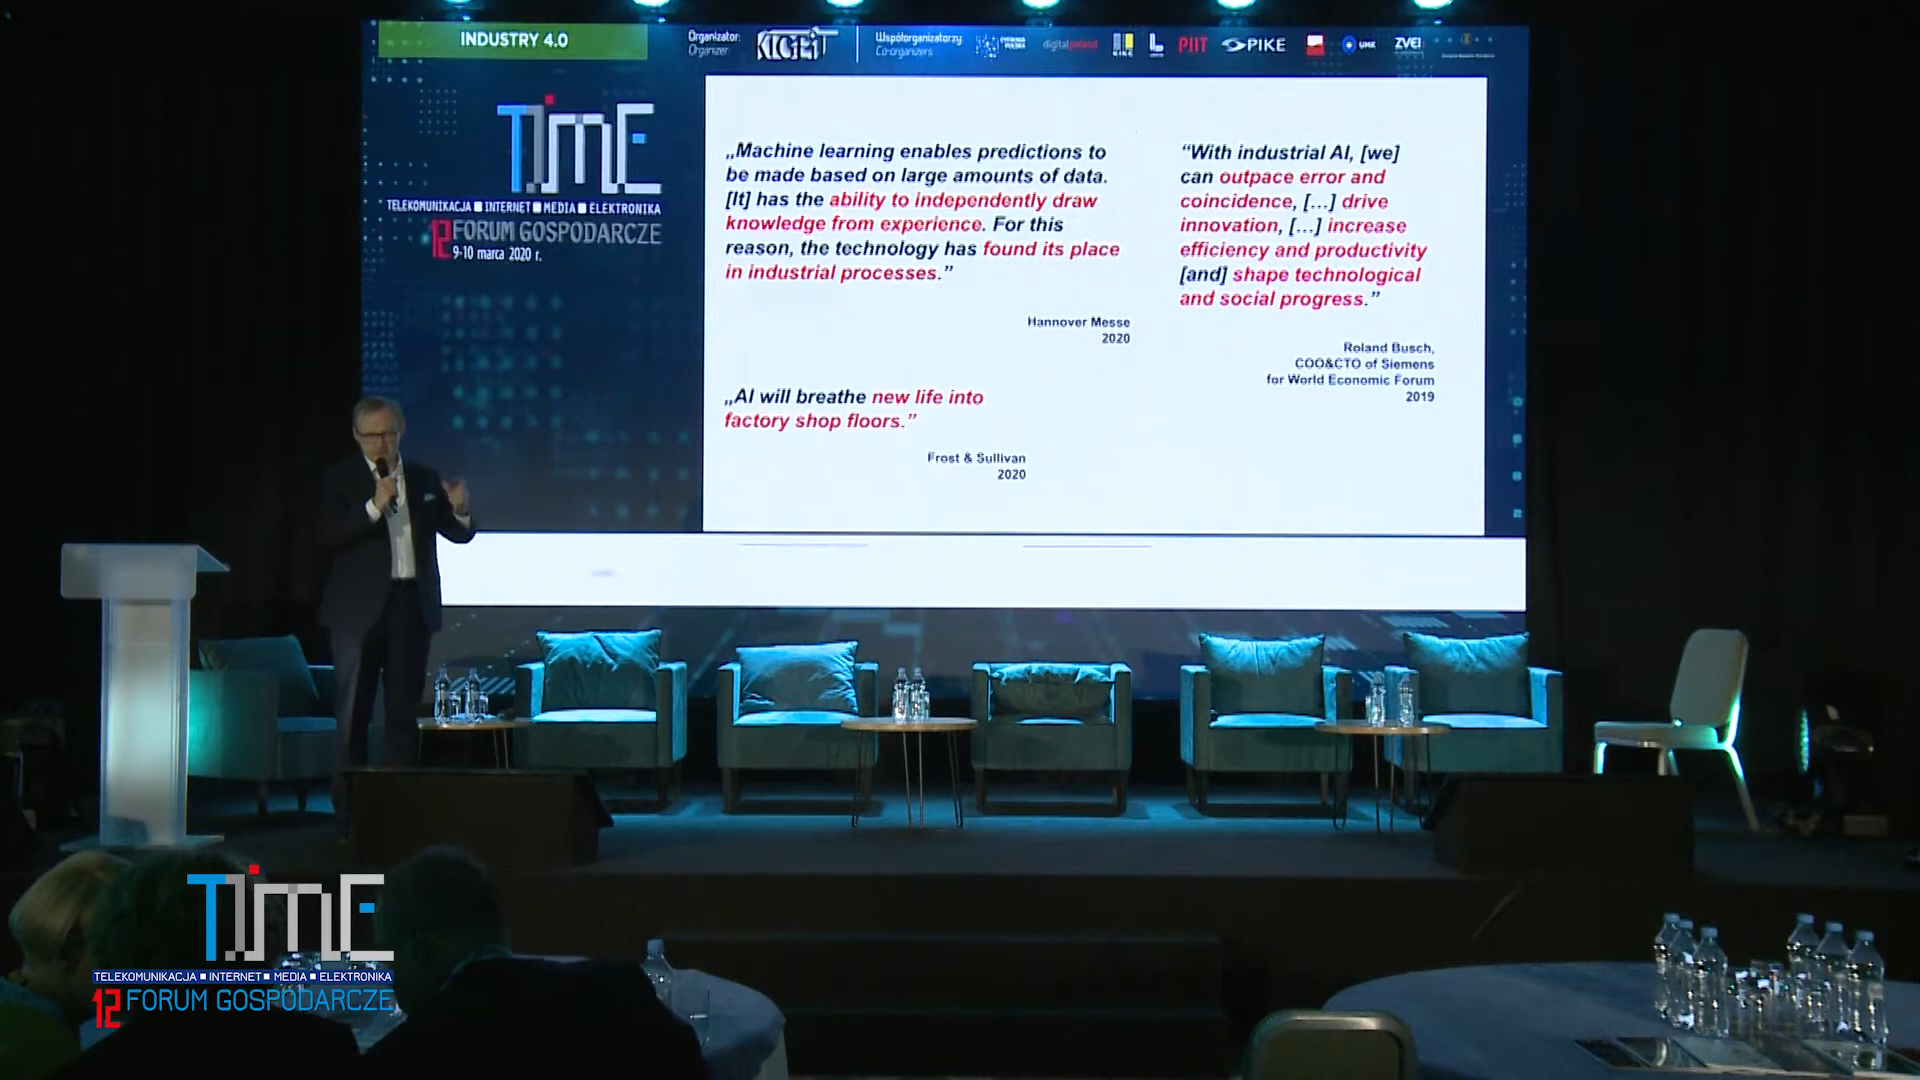 INDUSTRY 4.0
Organizator:
Organizer
KIGEiT
Współorganizatorzy:
Co-organizers
digitalpoland
KIKE
PIIT
PIKE
UKE
ZVEI
TIME
TELEKOMUNIKACJA ■ INTERNET ■ MEDIA ■ ELEKTRONIKA
12 FORUM GOSPODARCZE
9-10 marca 2020 r.
„Machine learning enables predictions to
be made based on large amounts of data.
[It] has the ability to independently draw
knowledge from experience. For this
reason, the technology has found its place
in industrial processes.”
Hannover Messe
2020
„AI will breathe new life into
factory shop floors.”
Frost & Sullivan
2020
“With industrial AI, [we]
can outpace error and
coincidence, [...] drive
innovation, [...] increase
efficiency and productivity
[and] shape technological
and social progress.”
Roland Busch,
COO&CTO of Siemens
for World Economic Forum
2019
TIME
TELEKOMUNIKACJA ■ INTERNET ■ MEDIA ■ ELEKTRONIKA
12 FORUM GOSPODARCZE